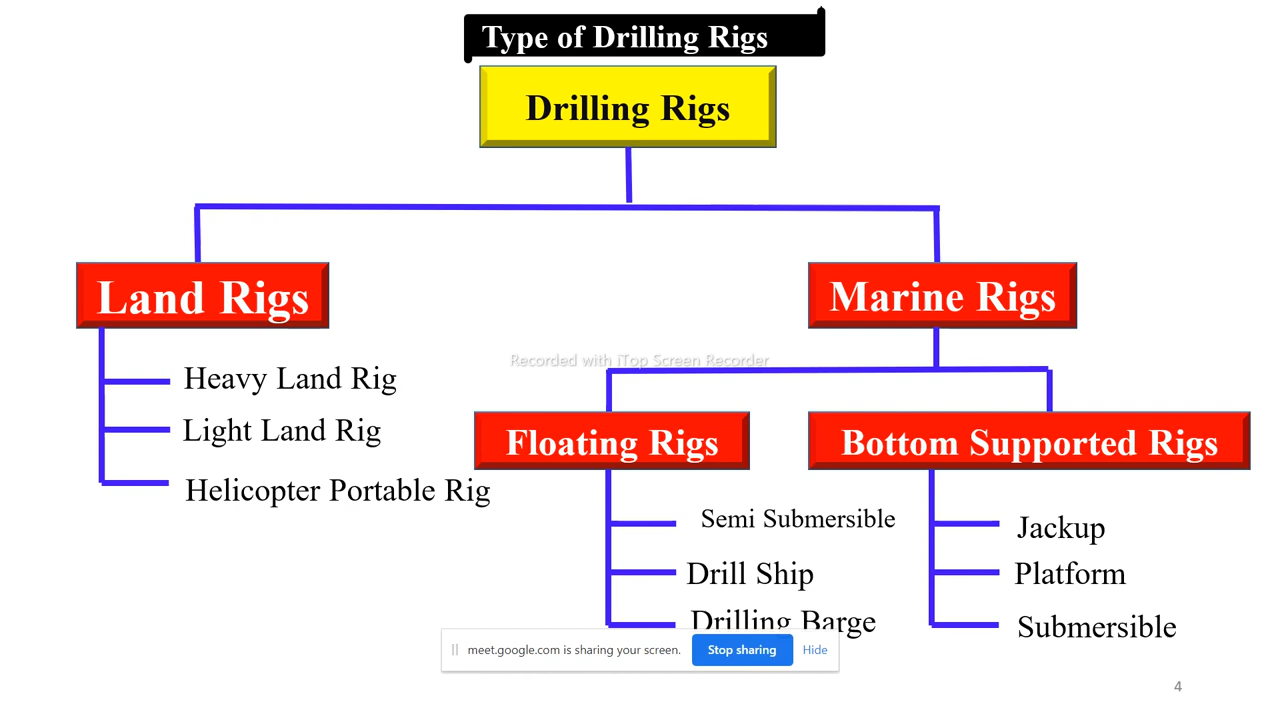 Type of Drilling Rigs
Drilling Rigs
Land Rigs
Marine Rigs
Recorded with iTop Screen Recorder
Heavy Land Rig
Light Land Rig
Helicopter Portable Rig
Floating Rigs
Bottom Supported Rigs
Semi Submersible
Drill Ship
Drilling Barge
Jackup
Platform
Submersible
meet.google.com is sharing your screen.
Stop sharing
Hide
4